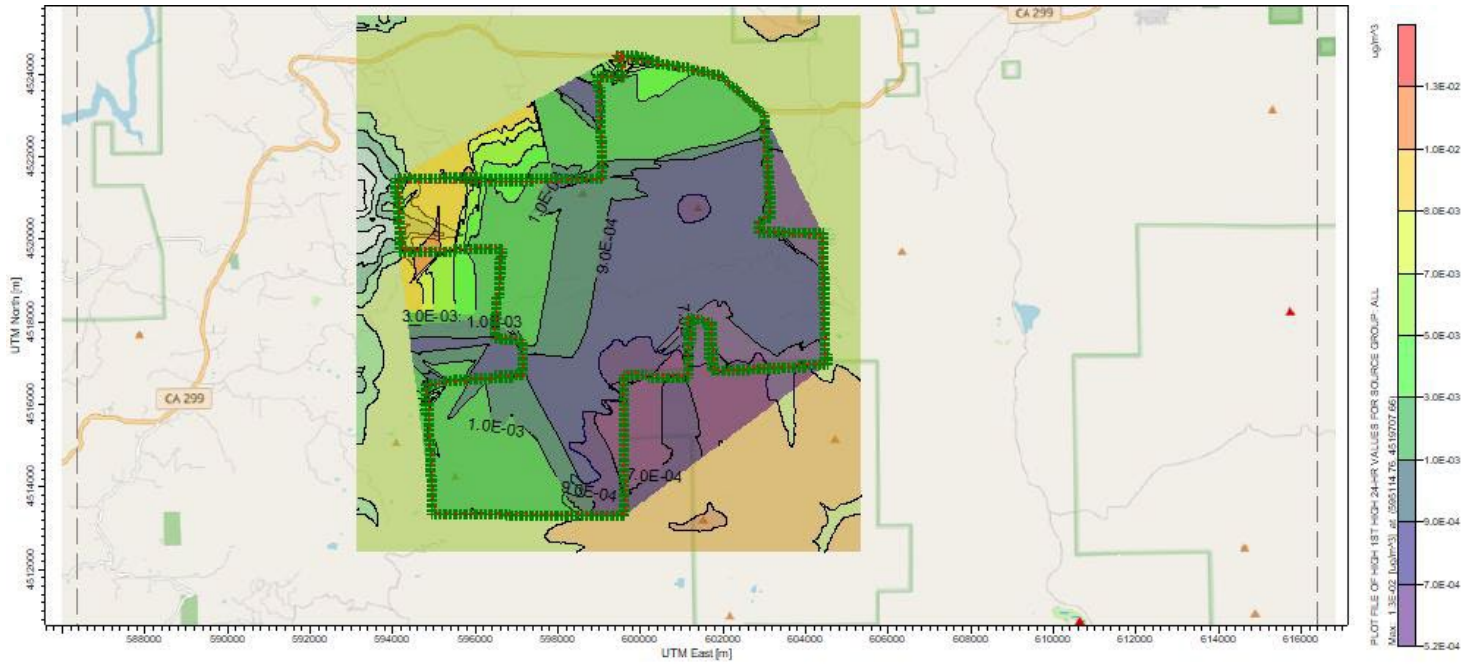 CA 299
CA 299
UTM North [m]
4524000
4522000
4520000
4518000
4516000
4514000
4512000
1.0E-03
9.0E-04
3.0E-03
1.0E-03
1.0E-03
9.0E-04
7.0E-04
588000 590000 592000 594000 596000 598000 600000 602000 604000 606000 608000 610000 612000 614000 616000
UTM East [m]
PLOT FILE OF HIGH 1ST HIGH 24-HR VALUES FOR SOURCE GROUP: ALL
ug/m^3
Max: 1.3E-02 [ug/m^3] at (595114.76, 4519707.66)
1.3E-02
1.0E-02
8.0E-03
7.0E-03
5.0E-03
3.0E-03
1.0E-03
9.0E-04
7.0E-04
5.2E-04